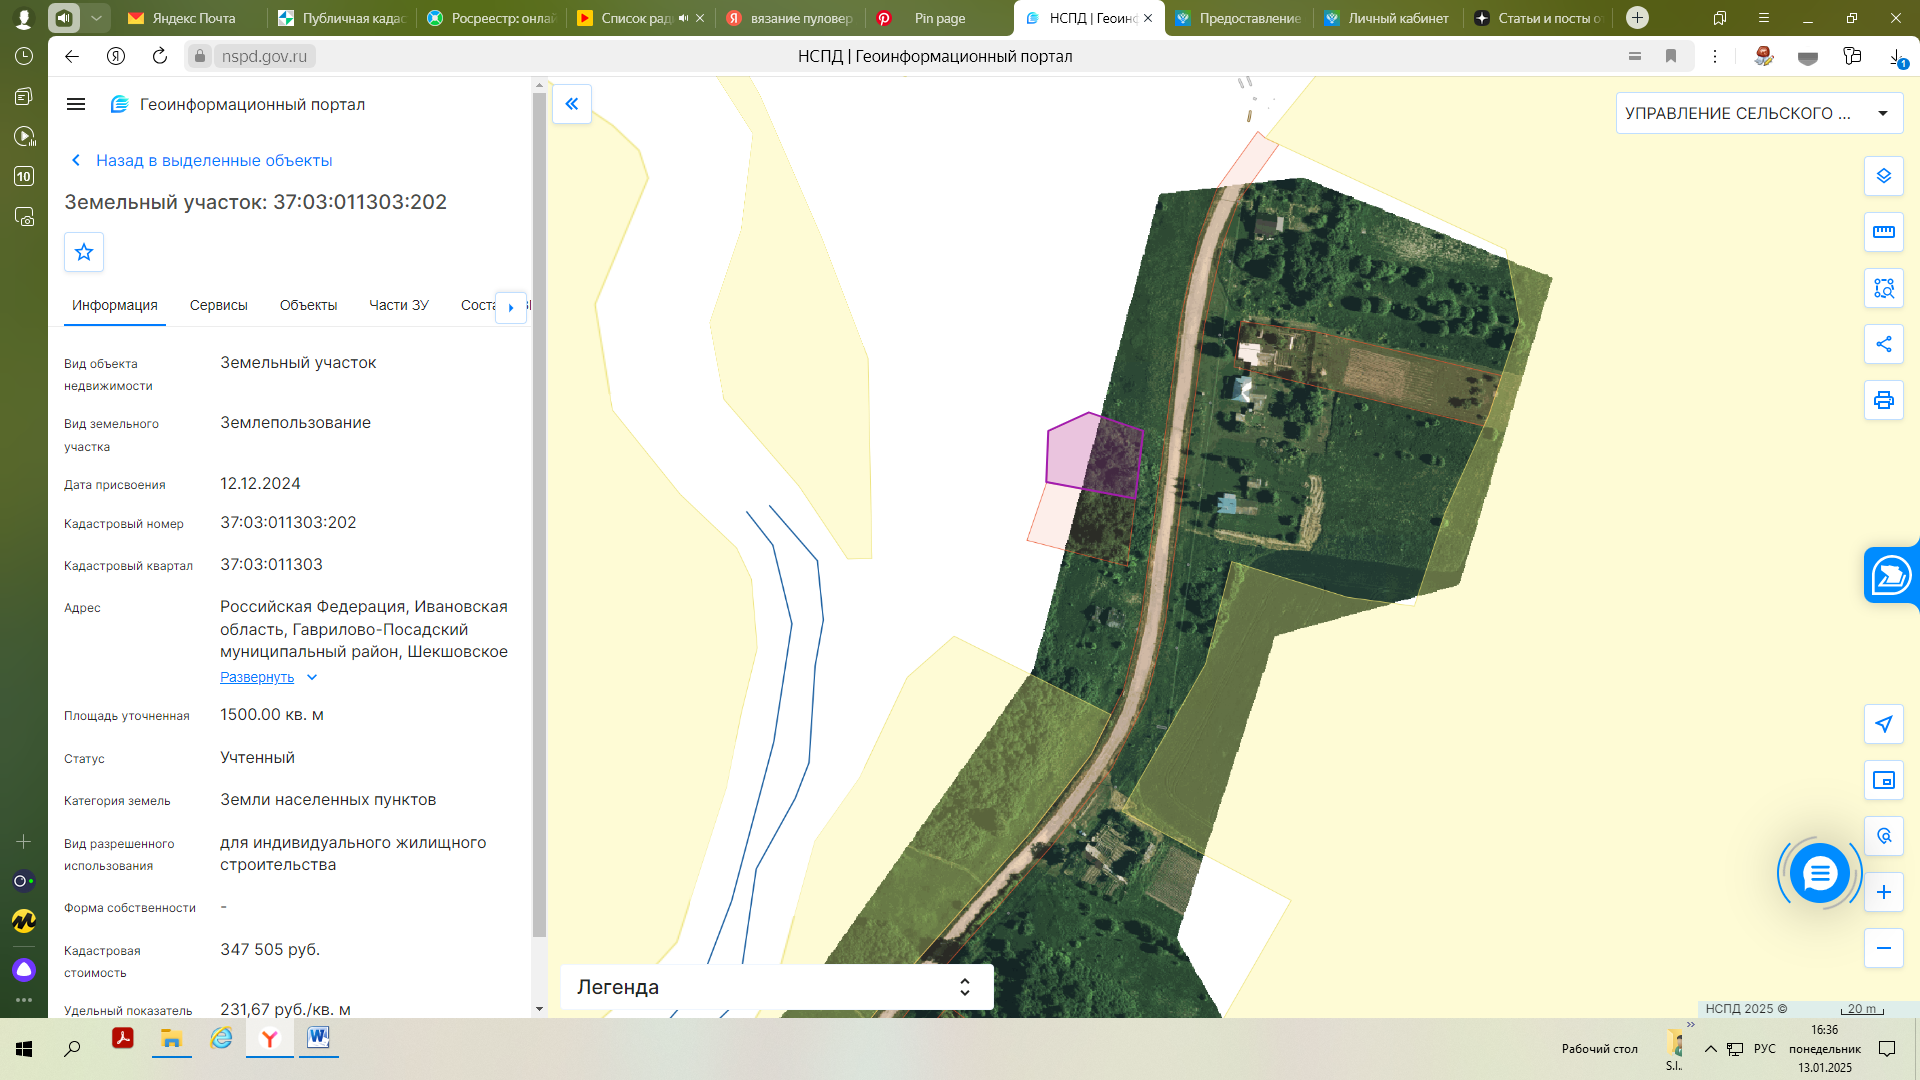 Яндекс Почта
Публичная кадас
Росреестр: онлай
Список рад
вязание пуловер
Pin page
НСПД | Геоин
Предоставление
Личный кабинет
Статьи и посты от
nspd.gov.ru
НСПД | Геоинформационный портал
1
10
Геоинформационный портал
УПРАВЛЕНИЕ СЕЛЬСКОГО ...
Назад в выделенные объекты
Земельный участок: 37:03:011303:202
Информация
Сервисы
Объекты
Части ЗУ
Соста
Вид объекта недвижимости
Земельный участок
Вид земельного участка
Землепользование
Дата присвоения
12.12.2024
Кадастровый номер
37:03:011303:202
Кадастровый квартал
37:03:011303
Адрес
Российская Федерация, Ивановская
область, Гаврилово-Посадский
муниципальный район, Шекшовское
Развернуть
Площадь уточненная
1500.00 кв. м
Статус
Учтенный
Категория земель
Земли населенных пунктов
Вид разрешенного использования
для индивидуального жилищного
строительства
Форма собственности
-
Кадастровая стоимость
347 505 руб.
Удельный показатель
231,67 руб./кв. м
Легенда
НСПД 2025 ©
20 m
Рабочий стол
S.I..
РУС
16:36
понедельник
13.01.2025